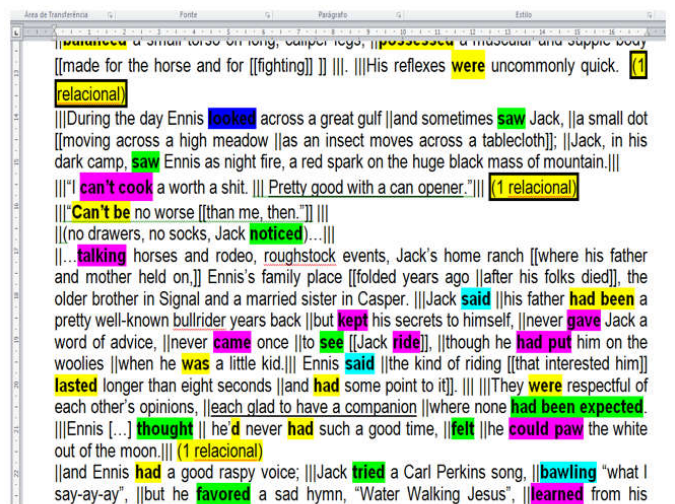 Área de Transferência Fonte Parágrafo Estilo
||balanced a small torso on long, caliper legs, ||possessed a muscular and supple body
[[made for the horse and for [[fighting]] ]] |||. |||His reflexes were uncommonly quick. (1
relacional)
|||During the day Ennis looked across a great gulf ||and sometimes saw Jack, ||a small dot
[[moving across a high meadow ||as an insect moves across a tablecloth]]; ||Jack, in his
dark camp, saw Ennis as night fire, a red spark on the huge black mass of mountain.|||
|||“I can’t cook a worth a shit. ||| Pretty good with a can opener.”||| (1 relacional)
|||“Can’t be no worse [[than me, then.”]] |||
||(no drawers, no socks, Jack noticed)…|||
||…talking horses and rodeo, roughstock events, Jack’s home ranch [[where his father
and mother held on,]] Ennis’s family place [[folded years ago ||after his folks died]], the
older brother in Signal and a married sister in Casper. |||Jack said ||his father had been a
pretty well-known bullrider years back ||but kept his secrets to himself, ||never gave Jack a
word of advice, ||never came once ||to see [[Jack ride]], ||though he had put him on the
woolies ||when he was a little kid.||| Ennis said ||the kind of riding [[that interested him]]
lasted longer than eight seconds ||and had some point to it]]. ||| |||They were respectful of
each other’s opinions, ||each glad to have a companion ||where none had been expected.
|||Ennis […] thought || he’d never had such a good time, ||felt ||he could paw the white
out of the moon.||| (1 relacional)
||and Ennis had a good raspy voice; |||Jack tried a Carl Perkins song, ||bawling “what I
say-ay-ay”, ||but he favored a sad hymn, “Water Walking Jesus”, ||learned from his